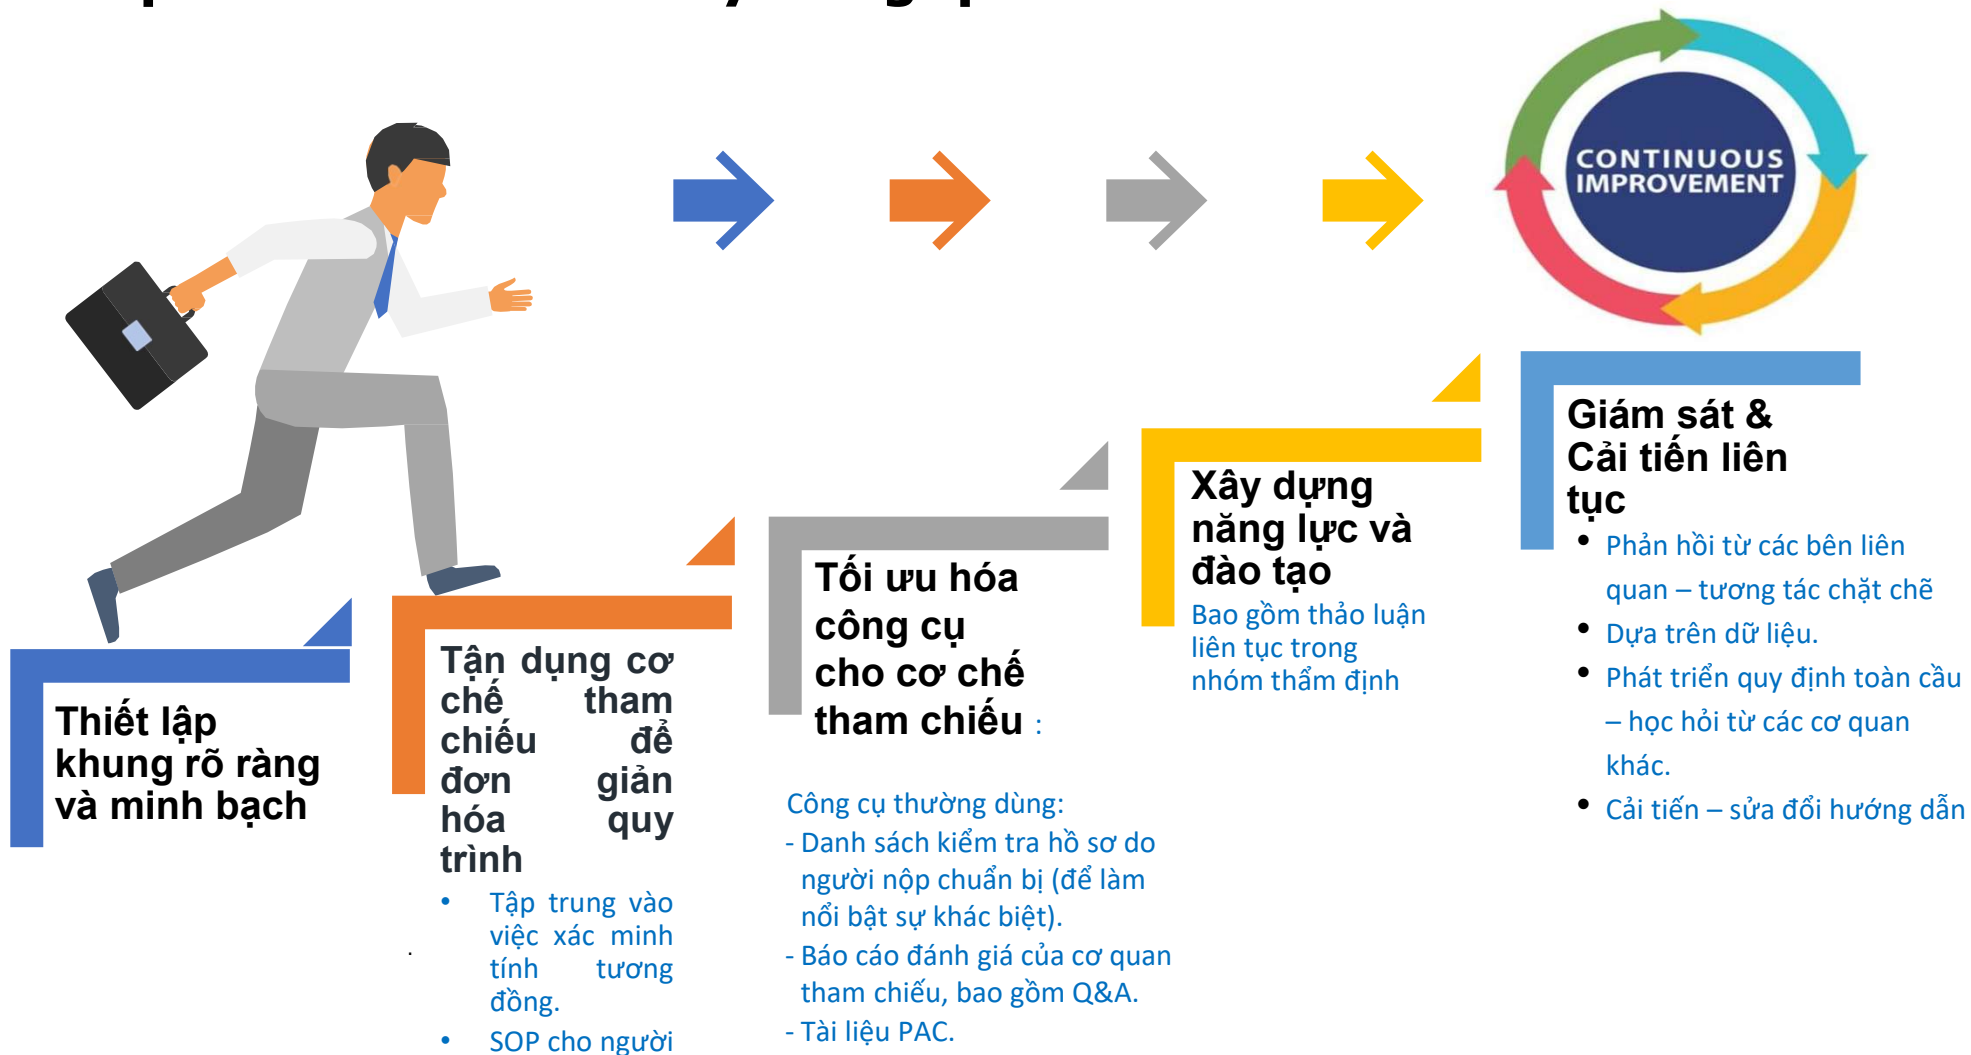 CONTINUOUS
IMPROVEMENT
Thiết lập
khung rõ ràng
và minh bạch
Tận dụng cơ
chế tham
chiếu để
đơn giản
hóa quy
trình
• Tập trung vào
việc xác minh
tính tương
đồng.
• SOP cho người
.
Tối ưu hóa
công cụ
cho cơ chế
tham chiếu :
Công cụ thường dùng:
- Danh sách kiểm tra hồ sơ do
người nộp chuẩn bị (để làm
nổi bật sự khác biệt).
- Báo cáo đánh giá của cơ quan
tham chiếu, bao gồm Q&A.
- Tài liệu PAC.
Xây dựng
năng lực và
đào tạo
Bao gồm thảo luận
liên tục trong
nhóm thẩm định
Giám sát &
Cải tiến liên
tục
• Phản hồi từ các bên liên
quan – tương tác chặt chẽ
• Dựa trên dữ liệu.
• Phát triển quy định toàn cầu
– học hỏi từ các cơ quan
khác.
• Cải tiến – sửa đổi hướng dẫn